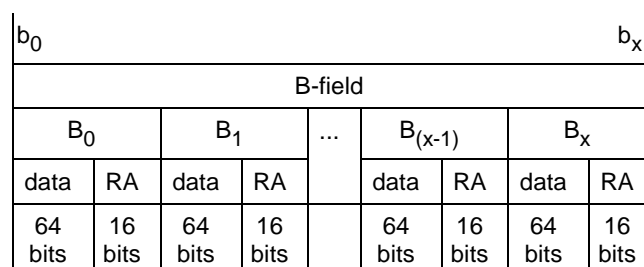 b0 bx
B-field
B0 B1 ... B(x-1) Bx
data RA data RA data RA data RA
64 16 64 16 64 16 64 16
bits bits bits bits bits bits bits bits